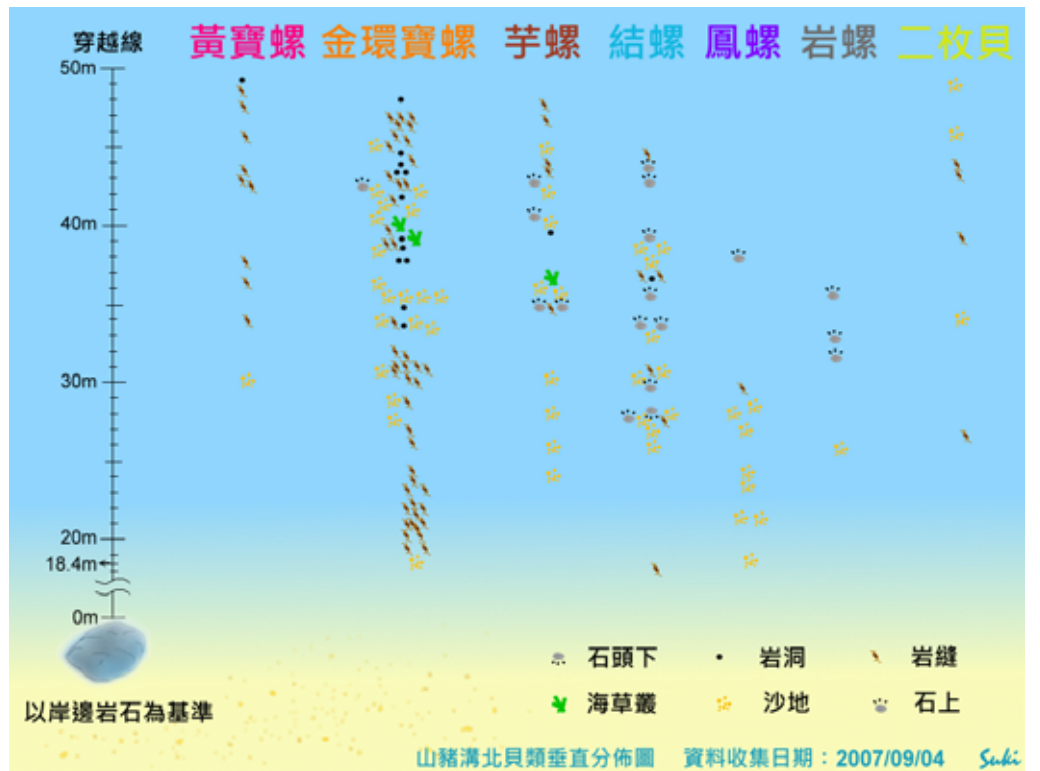 穿越線 黃寶螺 金環寶螺 芋螺 結螺 鳳螺 岩螺 二枚貝
50m
40m
30m
20m
18.4m
0m
石頭下 岩洞 岩縫
海草叢 沙地 石上
以岸邊岩石為基準
山豬溝北貝類垂直分佈圖 資料收集日期：2007/09/04 Suki